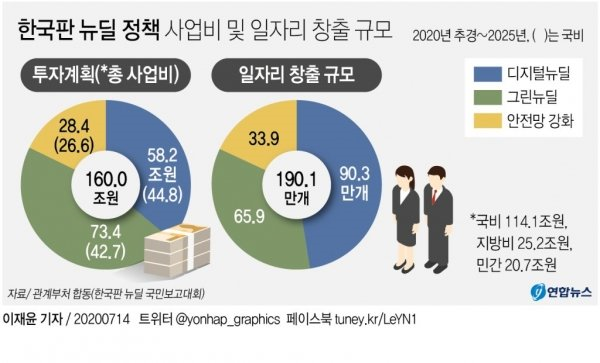 한국판 뉴딜 정책 사업비 및 일자리 창출 규모
2020년 추경~2025년, ( )는 국비
투자계획(*총 사업비)
일자리 창출 규모
디지털뉴딜
그린뉴딜
안전망 강화
28.4
(26.6)
58.2
조원
(44.8)
160.0
조원
73.4
(42.7)
33.9
90.3
만개
190.1
만개
65.9
*국비 114.1조원,
지방비 25.2조원,
민간 20.7조원
자료/ 관계부처 합동(한국판 뉴딜 국민보고대회)
연합뉴스
이재윤 기자 / 20200714 트위터 @yonhap_graphics 페이스북 tuney.kr/LeYN1